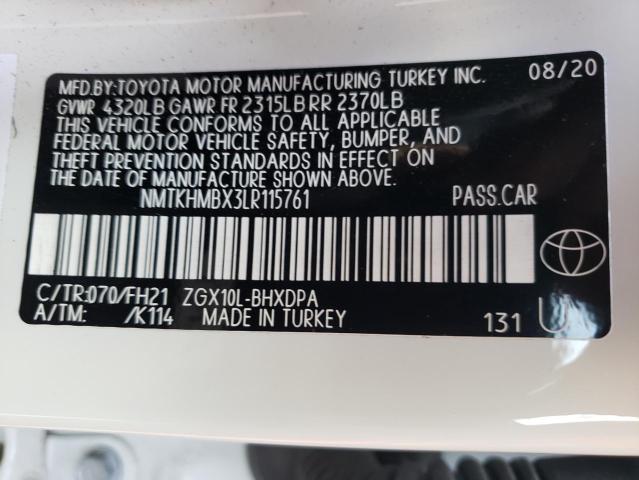 MFD.BY:TOYOTA MOTOR MANUFACTURING TURKEY INC. 08/20
GVWR 4320LB GAWR FR 2315LB RR 2370LB
THIS VEHICLE CONFORMS TO ALL APPLICABLE
FEDERAL MOTOR VEHICLE SAFETY, BUMPER, AND
THEFT PREVENTION STANDARDS IN EFFECT ON
THE DATE OF MANUFACTURE SHOWN ABOVE.
NMTKHMBX3LR115761 PASS.CAR
C/TR:070/FH21 ZGX10L-BHXDPA
A/TM: /K114 MADE IN TURKEY 131 U